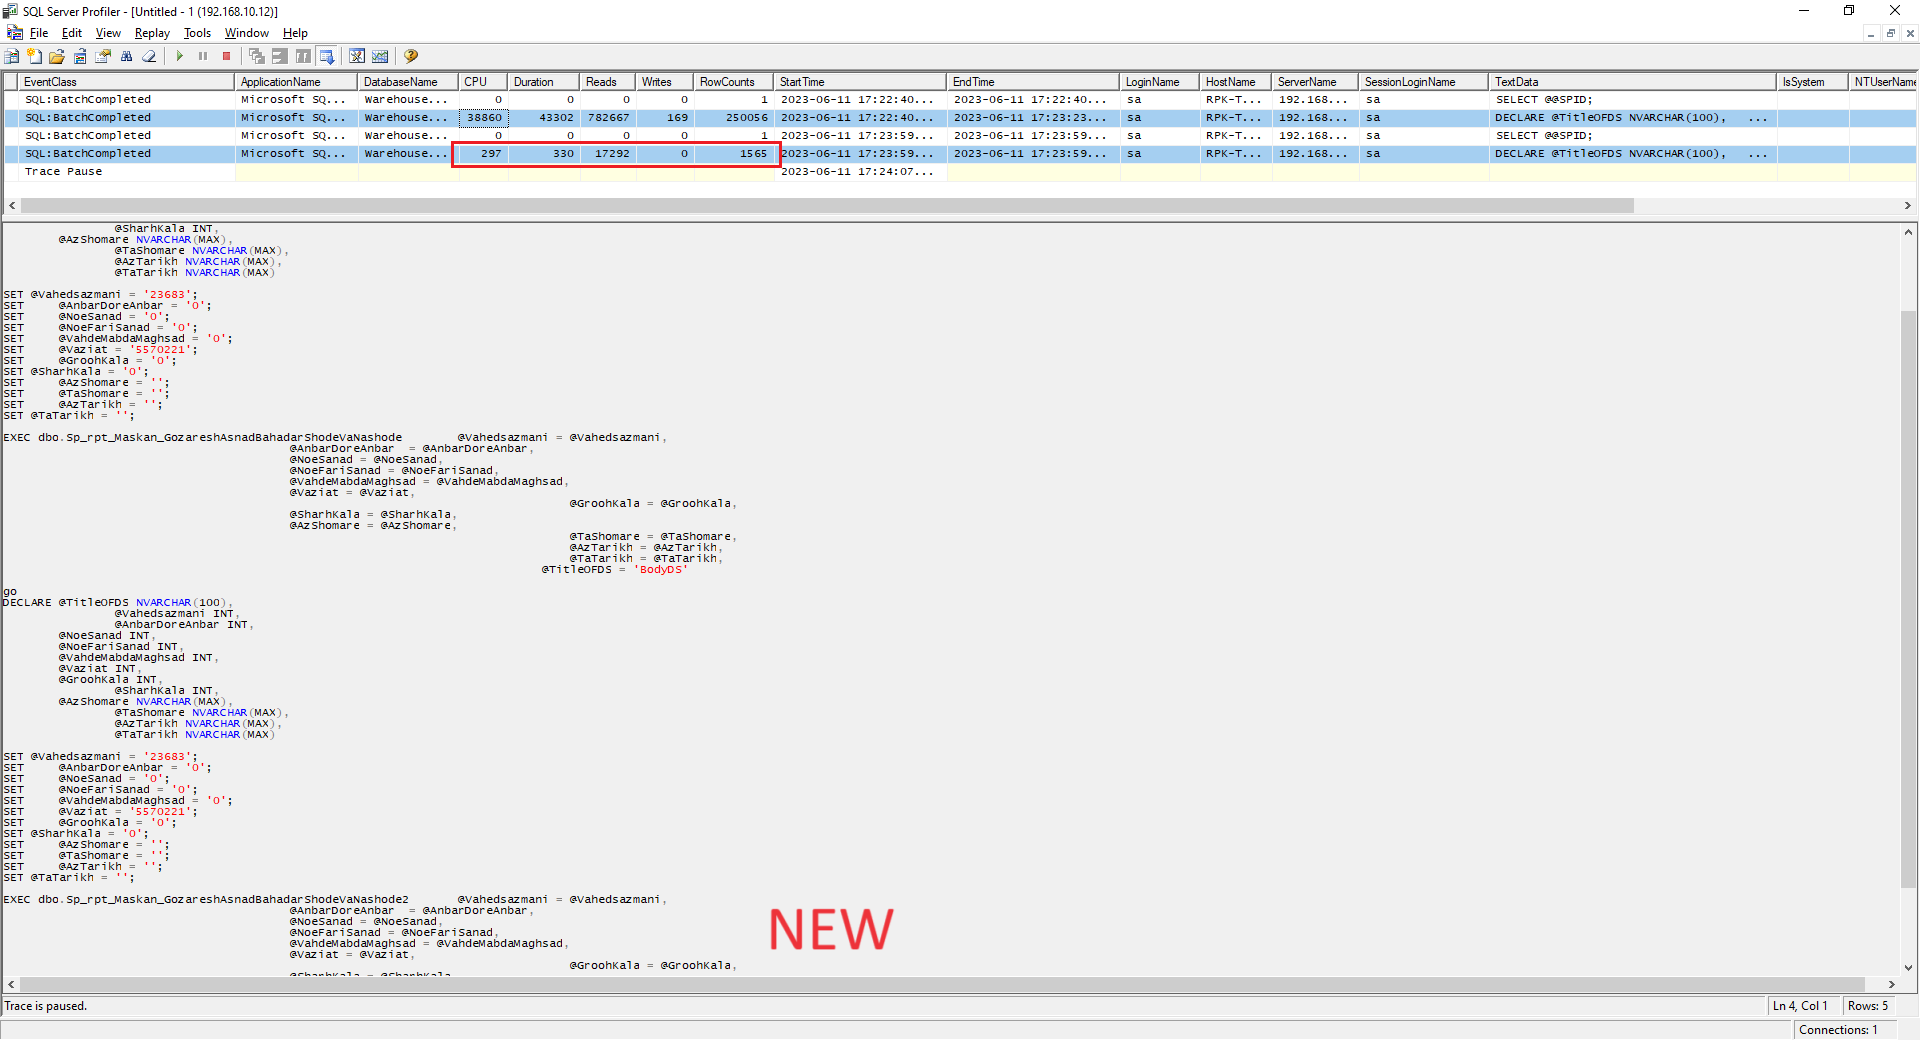 SQL Server Profiler - [Untitled - 1 (192.168.10.12)]
File Edit View Replay Tools Window Help
EventClass ApplicationName DatabaseName CPU Duration Reads Writes RowCounts StartTime EndTime LoginName HostName ServerName SessionLoginName TextData IsSystem NTUserName
SQL:BatchCompleted Microsoft SQ... Warehouse... 0 0 0 0 1 2023-06-11 17:22:40... 2023-06-11 17:22:40... sa RPK-T... 192.168... sa SELECT @@SPID;
SQL:BatchCompleted Microsoft SQ... Warehouse... 38860 43302 782667 169 250056 2023-06-11 17:22:40... 2023-06-11 17:23:23... sa RPK-T... 192.168... sa DECLARE @TitleOFDS NVARCHAR(100), ...
SQL:BatchCompleted Microsoft SQ... Warehouse... 0 0 0 0 1 2023-06-11 17:23:59... 2023-06-11 17:23:59... sa RPK-T... 192.168... sa SELECT @@SPID;
SQL:BatchCompleted Microsoft SQ... Warehouse... 297 330 17292 0 1565 2023-06-11 17:23:59... 2023-06-11 17:23:59... sa RPK-T... 192.168... sa DECLARE @TitleOFDS NVARCHAR(100), ...
Trace Pause 2023-06-11 17:24:07...
@SharhKala INT,
@AzShomare NVARCHAR(MAX),
@TaShomare NVARCHAR(MAX),
@AzTarikh NVARCHAR(MAX),
@TaTarikh NVARCHAR(MAX)
SET @Vahedsazmani = '23683';
SET @AnbarDoreAnbar = '0';
SET @NoeSanad = '0';
SET @NoeFariSanad = '0';
SET @VahdeMabdaMaghsad = '0';
SET @Vaziat = '5570221';
SET @GroohKala = '0';
SET @SharhKala = '0';
SET @AzShomare = '';
SET @TaShomare = '';
SET @AzTarikh = '';
SET @TaTarikh = '';
EXEC dbo.Sp_rpt_Maskan_GozareshAsnadBahadarShodeVaNashode @Vahedsazmani = @Vahedsazmani,
@AnbarDoreAnbar = @AnbarDoreAnbar,
@NoeSanad = @NoeSanad,
@NoeFariSanad = @NoeFariSanad,
@VahdeMabdaMaghsad = @VahdeMabdaMaghsad,
@Vaziat = @Vaziat,
@GroohKala = @GroohKala,
@SharhKala = @SharhKala,
@AzShomare = @AzShomare,
@TaShomare = @TaShomare,
@AzTarikh = @AzTarikh,
@TaTarikh = @TaTarikh,
@TitleOFDS = 'BodyDS'
go
DECLARE @TitleOFDS NVARCHAR(100),
@Vahedsazmani INT,
@AnbarDoreAnbar INT,
@NoeSanad INT,
@NoeFariSanad INT,
@VahdeMabdaMaghsad INT,
@Vaziat INT,
@GroohKala INT,
@SharhKala INT,
@AzShomare NVARCHAR(MAX),
@TaShomare NVARCHAR(MAX),
@AzTarikh NVARCHAR(MAX),
@TaTarikh NVARCHAR(MAX)
SET @Vahedsazmani = '23683';
SET @AnbarDoreAnbar = '0';
SET @NoeSanad = '0';
SET @NoeFariSanad = '0';
SET @VahdeMabdaMaghsad = '0';
SET @Vaziat = '5570221';
SET @GroohKala = '0';
SET @SharhKala = '0';
SET @AzShomare = '';
SET @TaShomare = '';
SET @AzTarikh = '';
SET @TaTarikh = '';
EXEC dbo.Sp_rpt_Maskan_GozareshAsnadBahadarShodeVaNashode2 @Vahedsazmani = @Vahedsazmani,
@AnbarDoreAnbar = @AnbarDoreAnbar,
@NoeSanad = @NoeSanad,
@NoeFariSanad = @NoeFariSanad,
@VahdeMabdaMaghsad = @VahdeMabdaMaghsad,
@Vaziat = @Vaziat,
@GroohKala = @GroohKala,
@SharhKala = @SharhKala,
NEW
Trace is paused.
Ln 4, Col 1 Rows: 5
Connections: 1